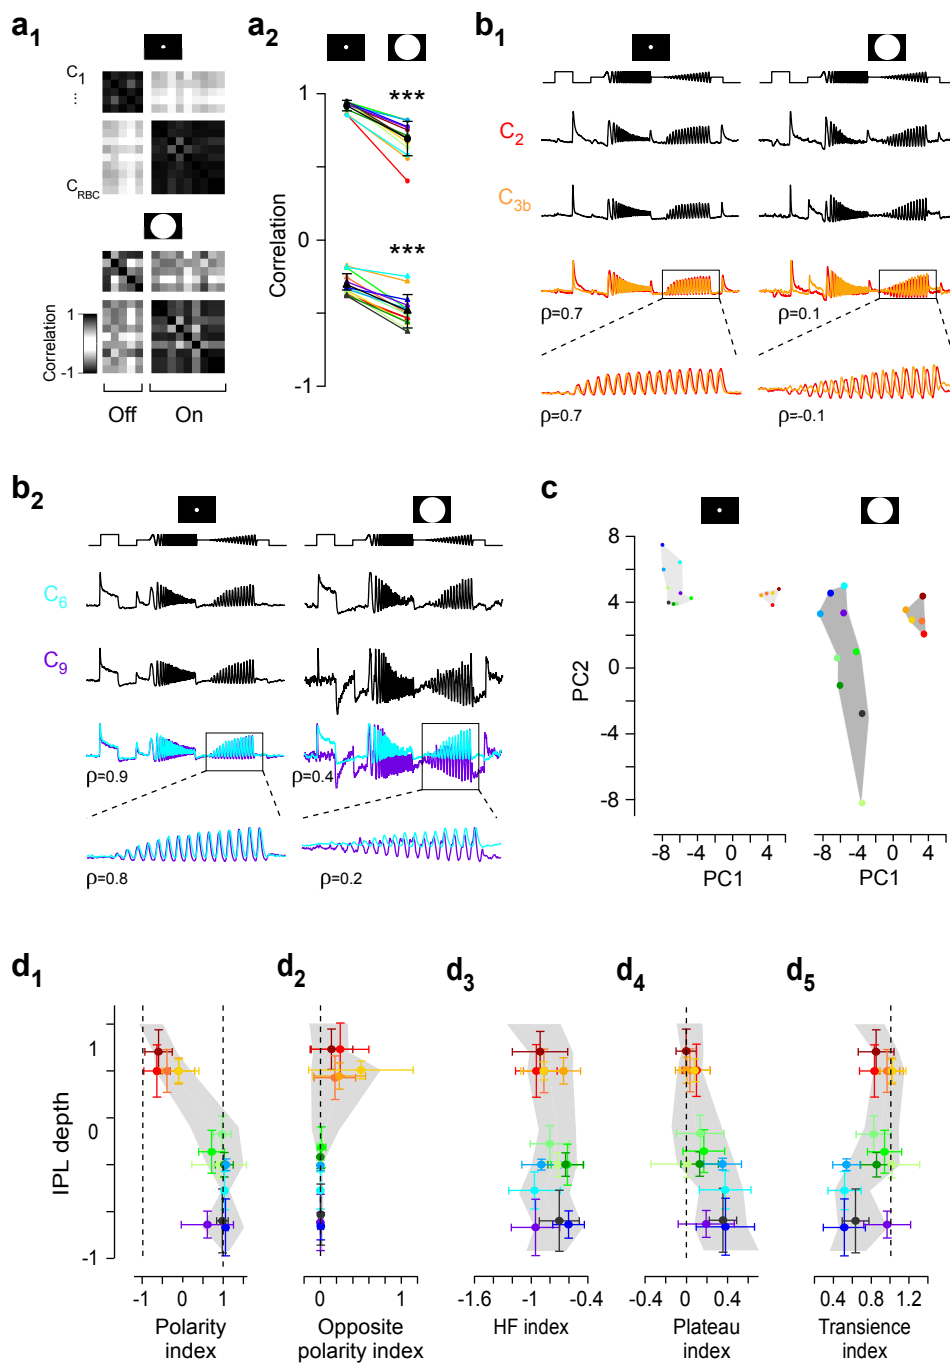 a1
a2
b1
C1
⋮
CRBC
Correlation
1
-1
Off
On
Correlation
1
0
-1
***
***
C2
C3b
ρ=0.7
ρ=0.1
ρ=0.7
ρ=-0.1
b2
C6
C9
ρ=0.9
ρ=0.4
ρ=0.8
ρ=0.2
c
PC2
8
4
0
-4
-8
-8 -4 0 4
PC1
-8 -4 0 4
PC1
d1
d2
d3
d4
d5
IPL depth
1
0
-1
-1 0 1
Polarity
index
0 1
Opposite
polarity index
-1.6 -1 -0.4
HF index
0 0.4
Plateau
index
0.4 0.8 1.2
Transience
index